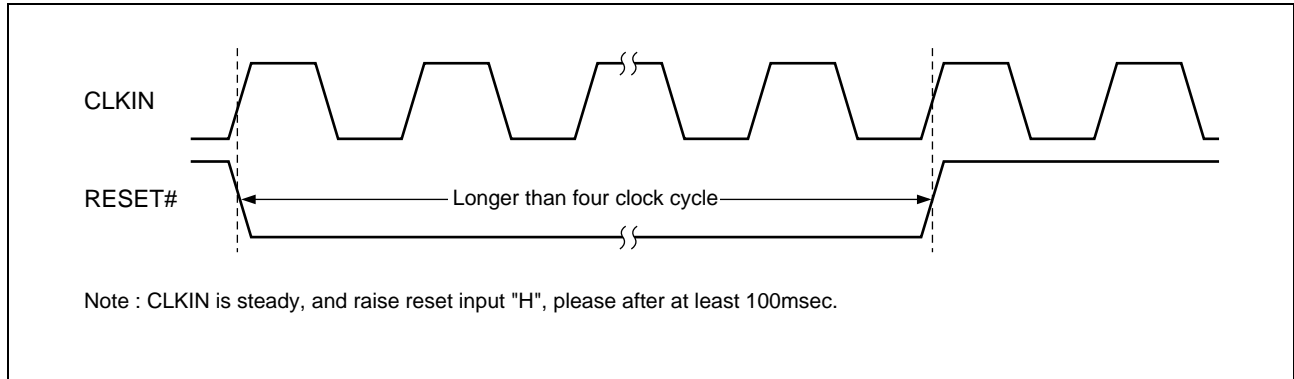 CLKIN
RESET#
Longer than four clock cycle
Note : CLKIN is steady, and raise reset input "H", please after at least 100msec.